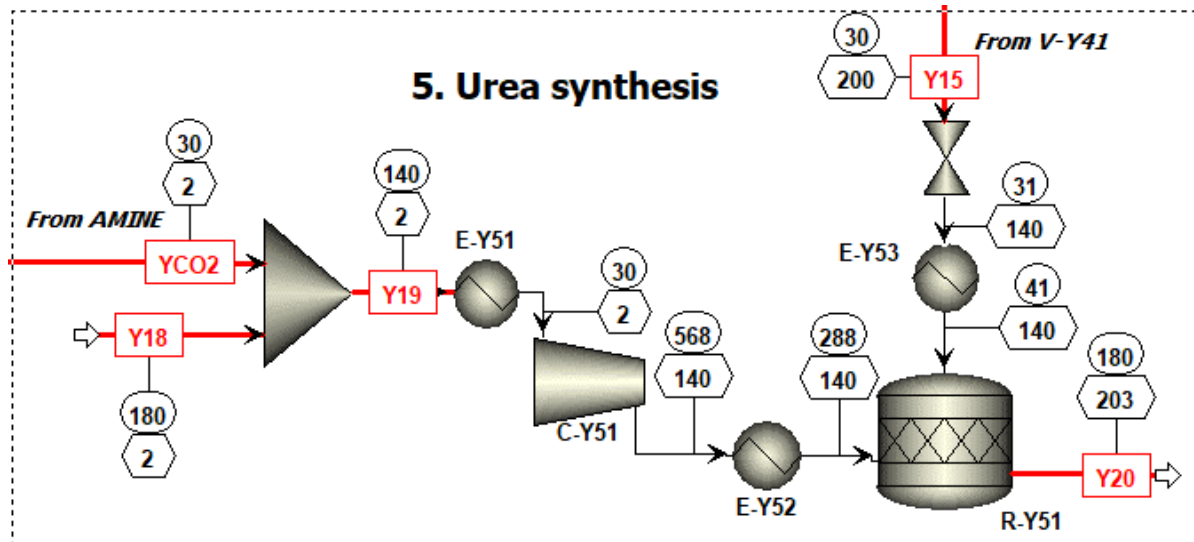 30
From V-Y41
200
Y15
5. Urea synthesis
30
2
140
2
31
140
From AMINE
E-Y51
E-Y53
YCO2
Y19
30
2
41
140
Y18
568
140
288
140
180
203
180
2
C-Y51
Y20
E-Y52
R-Y51